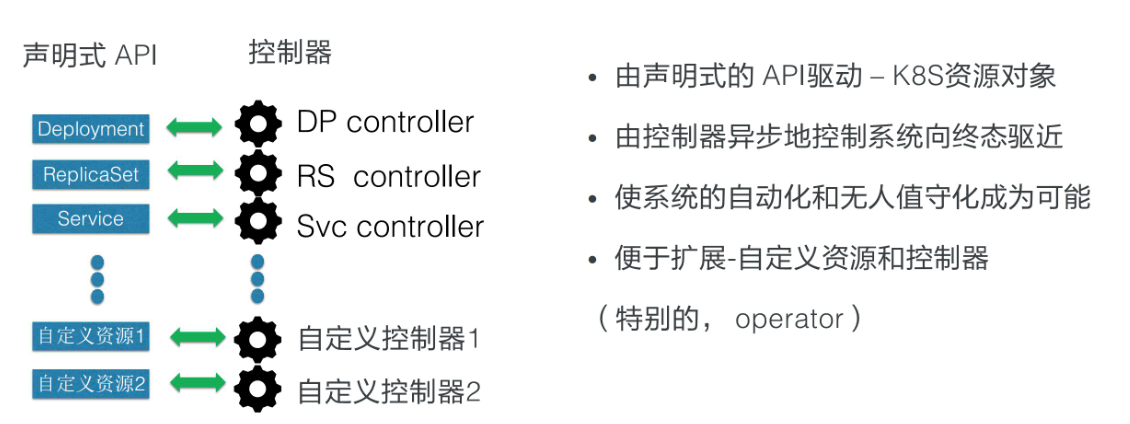 声明式 API
控制器
Deployment
DP controller
ReplicaSet
RS controller
Service
Svc controller
自定义资源1
自定义控制器1
自定义资源2
自定义控制器2
• 由声明式的 API驱动 – K8S资源对象
• 由控制器异步地控制系统向终态驱近
• 使系统的自动化和无人值守化成为可能
• 便于扩展-自定义资源和控制器
（特别的， operator）